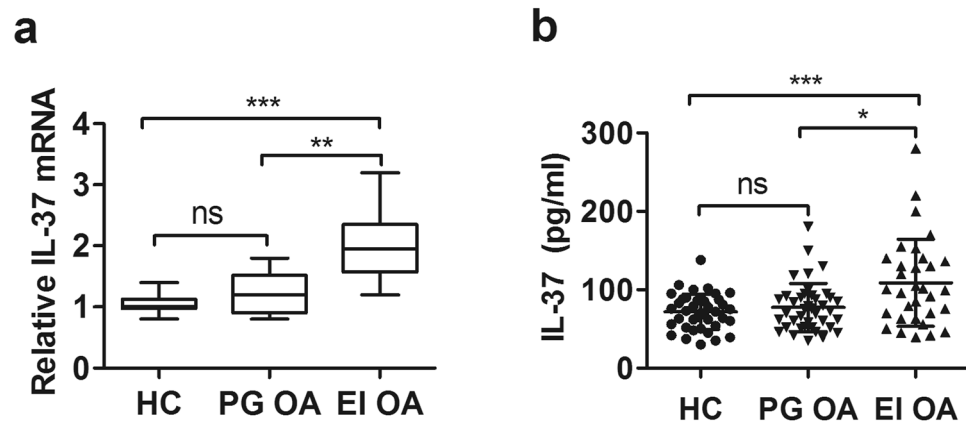 a
Relative IL-37 mRNA
4
3
2
1
0
***
**
ns
HC PG OA EI OA
b
IL-37 (pg/ml)
300
200
100
0
***
*
ns
HC PG OA EI OA